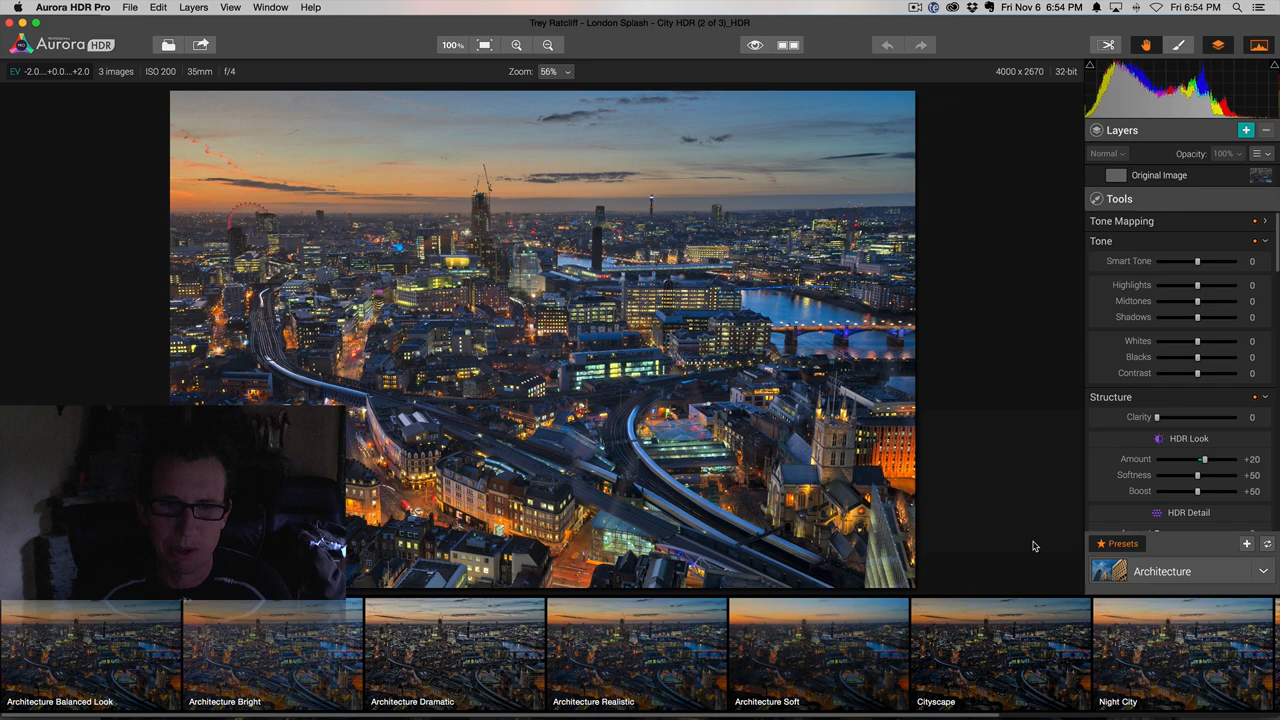 Aurora HDR Pro File Edit Layers View Window Help Fri Nov 6 6:54 PM Fri 6:54 PM
Trey Ratcliff - London Splash - City HDR (2 of 3)_HDR
PROFESSIONAL
PRO Aurora HDR 100%
EV -2.0...+0.0...+2.0 3 images ISO 200 35mm f/4 Zoom: 56% 4000 x 2670 32-bit
Layers
Normal Opacity: 100%
Original Image
Tools
Tone Mapping
Tone
Smart Tone 0
Highlights 0
Midtones 0
Shadows 0
Whites 0
Blacks 0
Contrast 0
Structure
Clarity 0
HDR Look
Amount +20
Softness +50
Boost +50
HDR Detail
Presets
Architecture
Architecture Balanced Look Architecture Bright Architecture Dramatic Architecture Realistic Architecture Soft Cityscape Night City